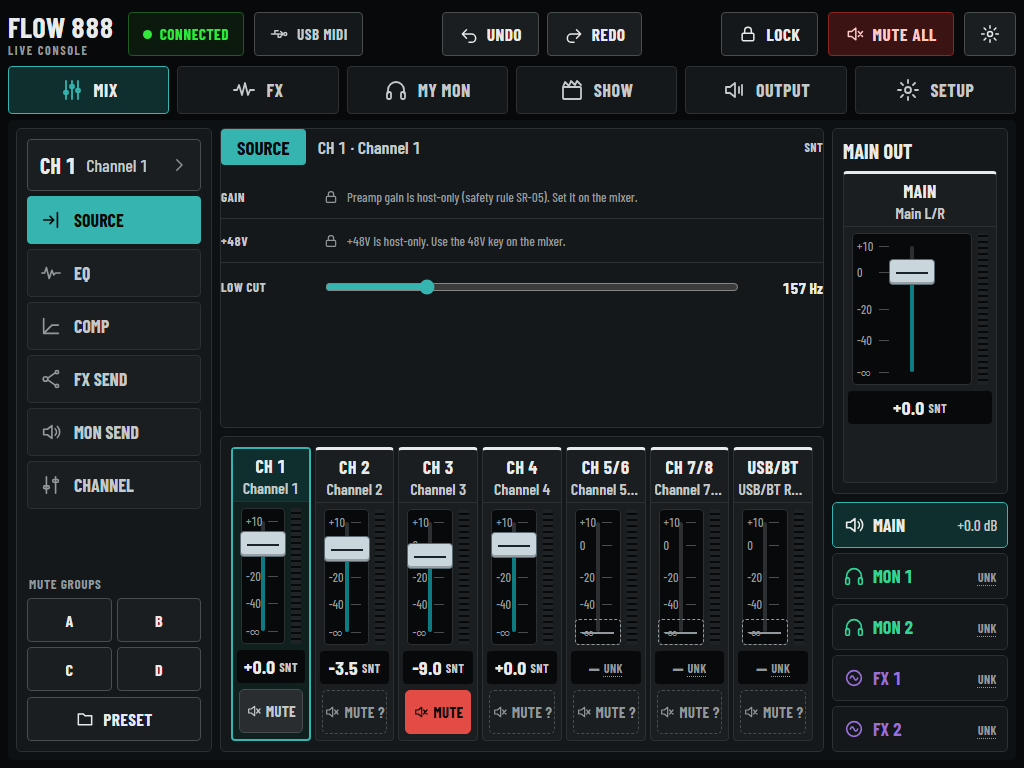 FLOW 888
LIVE CONSOLE
CONNECTED
USB MIDI
UNDO
REDO
LOCK
MUTE ALL
MIX
FX
MY MON
SHOW
OUTPUT
SETUP
CH 1 Channel 1
SOURCE
EQ
COMP
FX SEND
MON SEND
CHANNEL
MUTE GROUPS
A
B
C
D
PRESET
SOURCE CH 1 · Channel 1 SNT
GAIN Preamp gain is host-only (safety rule SR-05). Set it on the mixer.
+48V +48V is host-only. Use the 48V key on the mixer.
LOW CUT 157 Hz
CH 1
Channel 1
+10
-20
-40
-∞
+0.0 SNT
MUTE
CH 2
Channel 2
+10
-20
-40
-∞
-3.5 SNT
MUTE ?
CH 3
Channel 3
+10
0
-20
-40
-∞
-9.0 SNT
MUTE
CH 4
Channel 4
+10
-20
-40
-∞
+0.0 SNT
MUTE ?
CH 5/6
Channel 5...
+10
0
-20
-40
-∞
— UNK
MUTE ?
CH 7/8
Channel 7...
+10
0
-20
-40
-∞
— UNK
MUTE ?
USB/BT
USB/BT R...
+10
0
-20
-40
-∞
— UNK
MUTE ?
MAIN OUT
MAIN
Main L/R
+10
0
-20
-40
-∞
+0.0 SNT
MAIN +0.0 dB
MON 1 UNK
MON 2 UNK
FX 1 UNK
FX 2 UNK